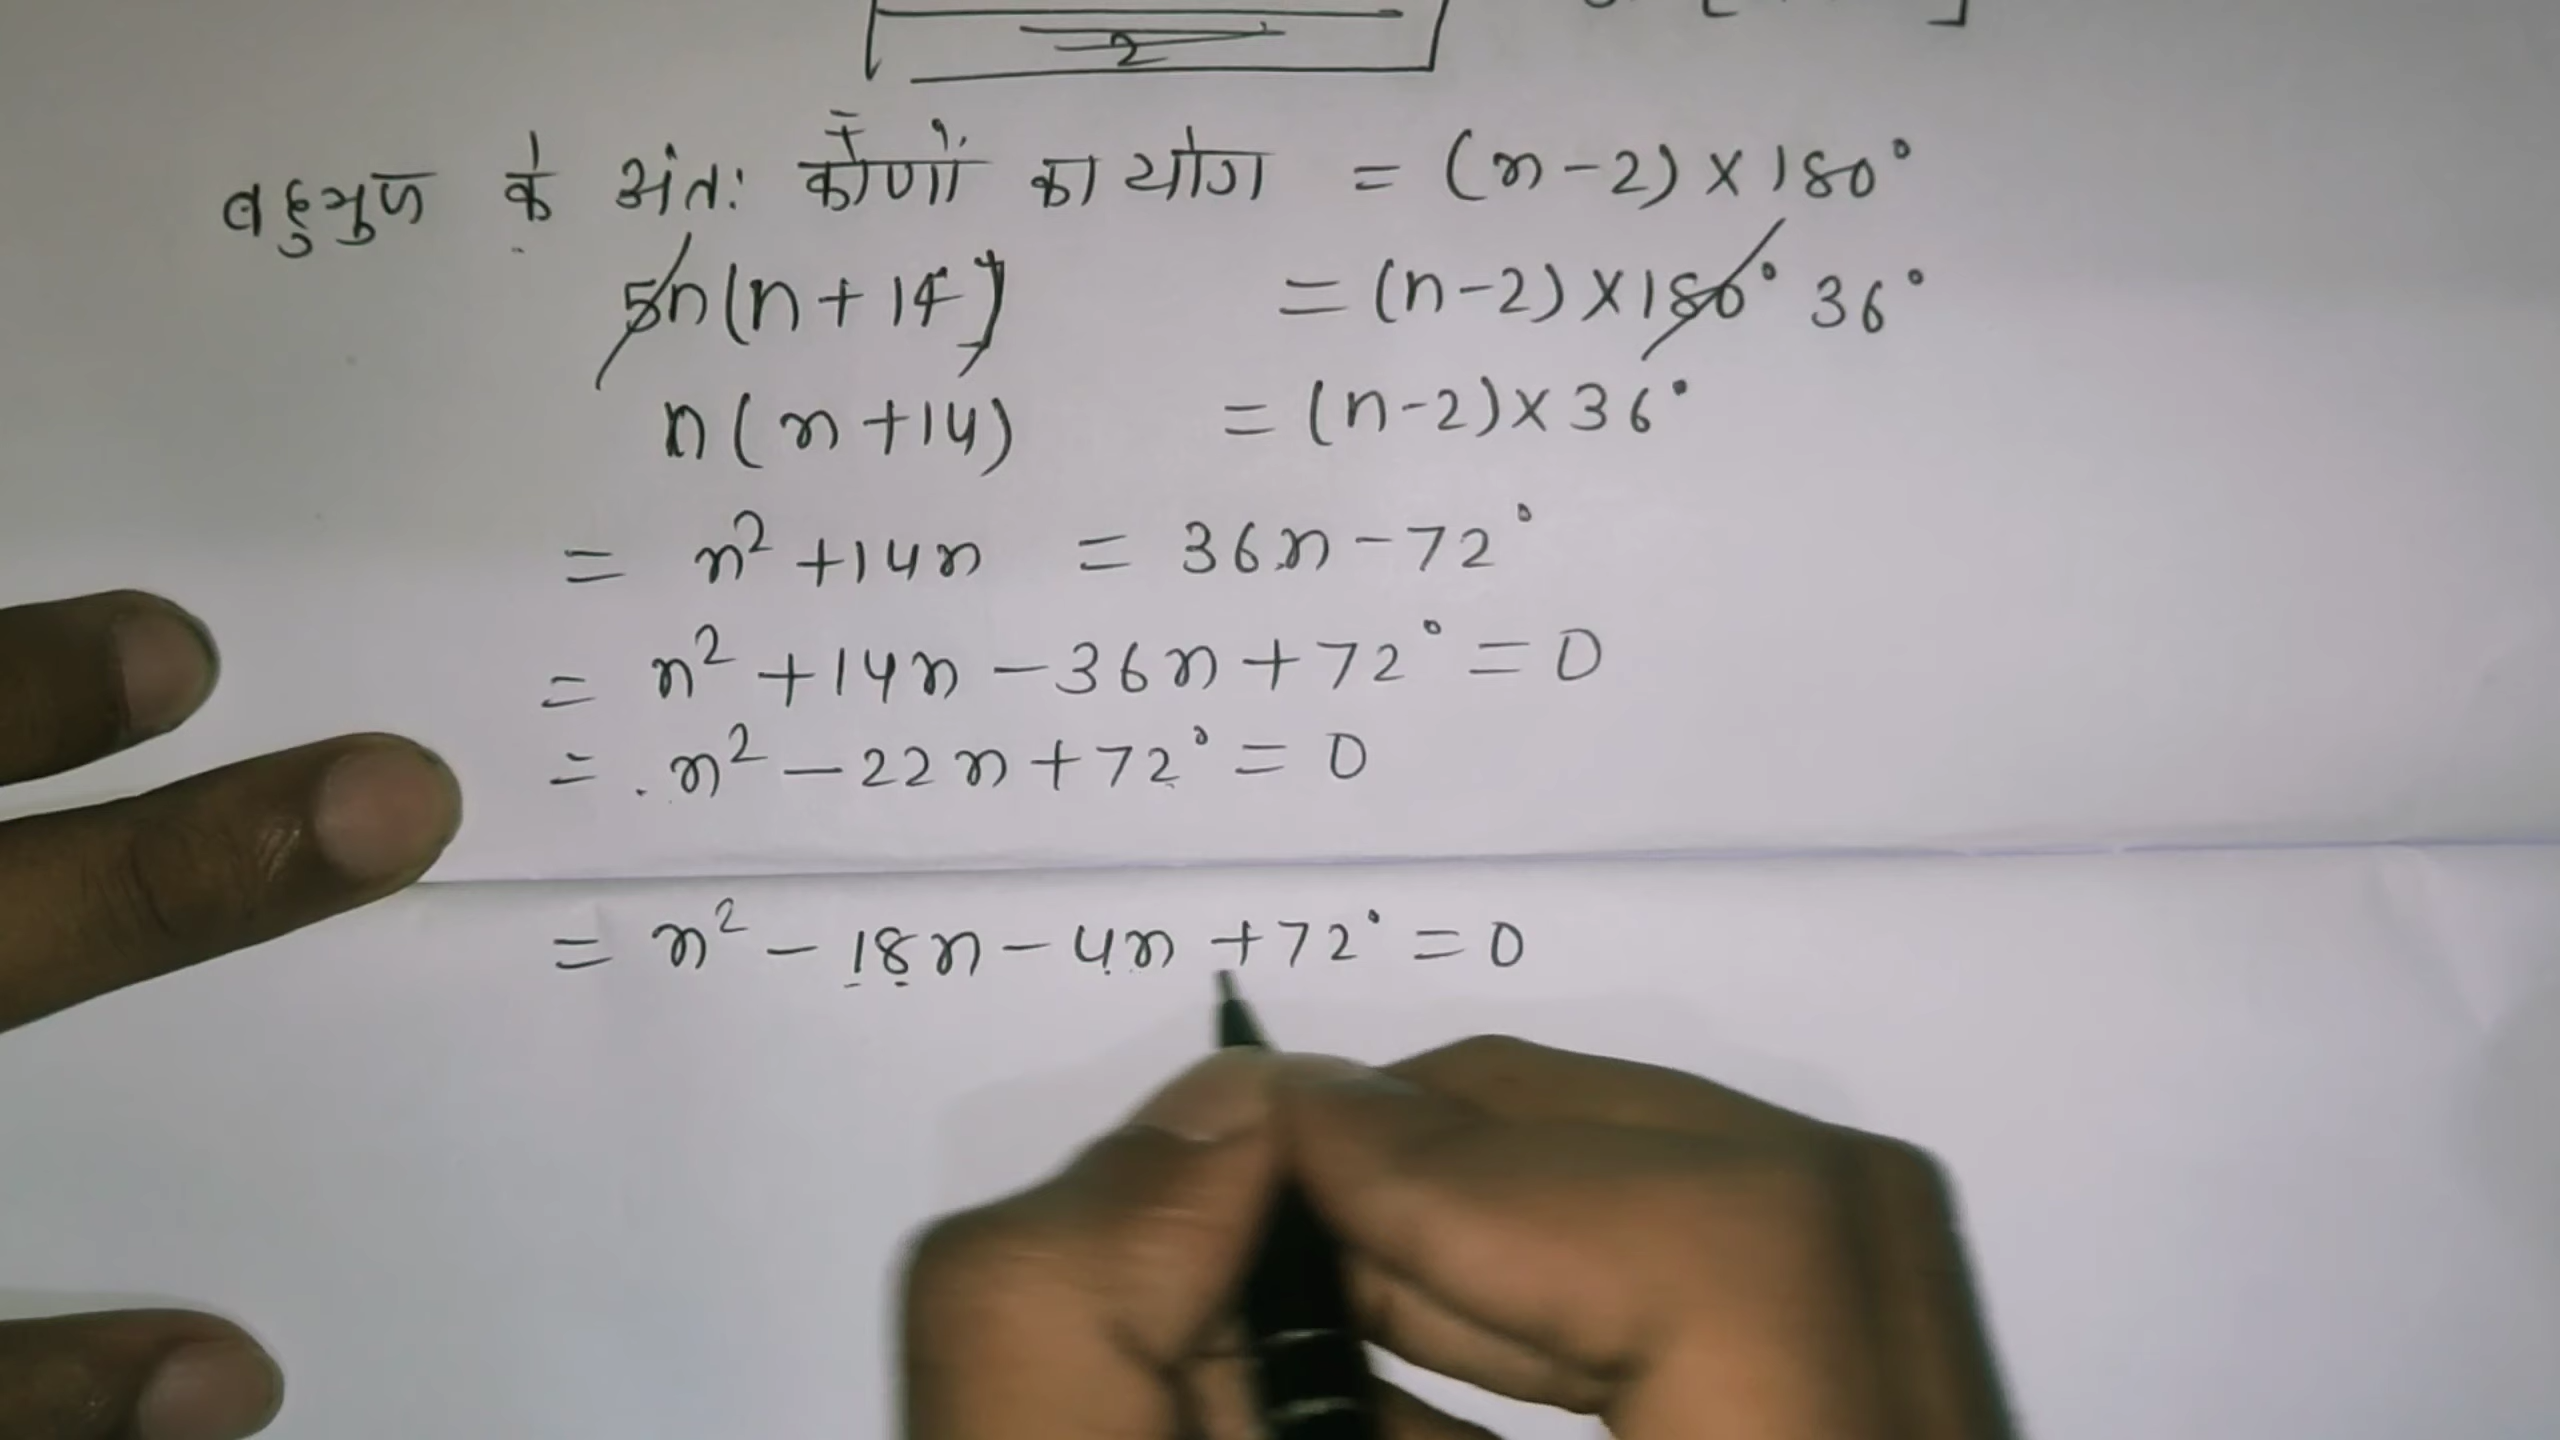 2
बहुभुज के अंतः कोणों का योग = (n-2) × 180°
5n(n+14) = (n-2) × 180° 36°
n(n+14) = (n-2) × 36°
= n² + 14n = 36n - 72°
= n² + 14n - 36n + 72° = 0
= n² - 22n + 72° = 0
= n² - 18n - 4n + 72° = 0